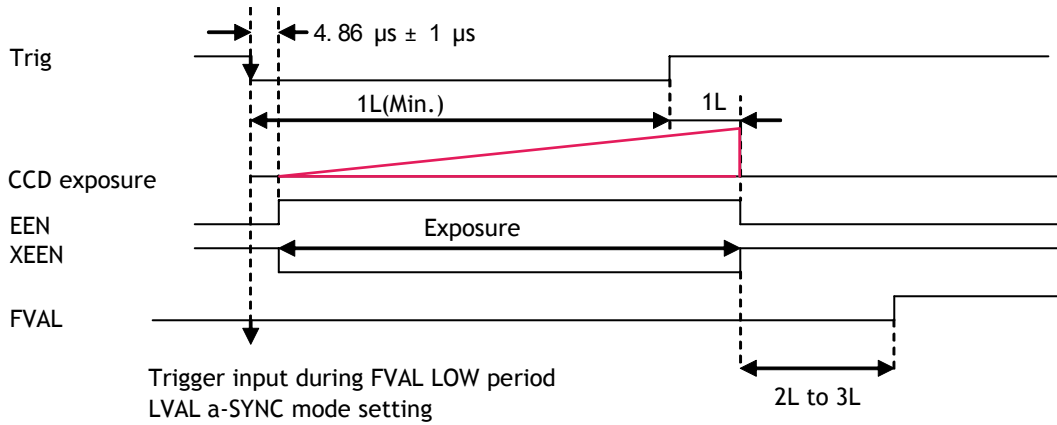 4.86 µs ± 1 µs
Trig
1L(Min.)
1L
CCD exposure
EEN
Exposure
XEEN
FVAL
Trigger input during FVAL LOW period
LVAL a-SYNC mode setting
2L to 3L